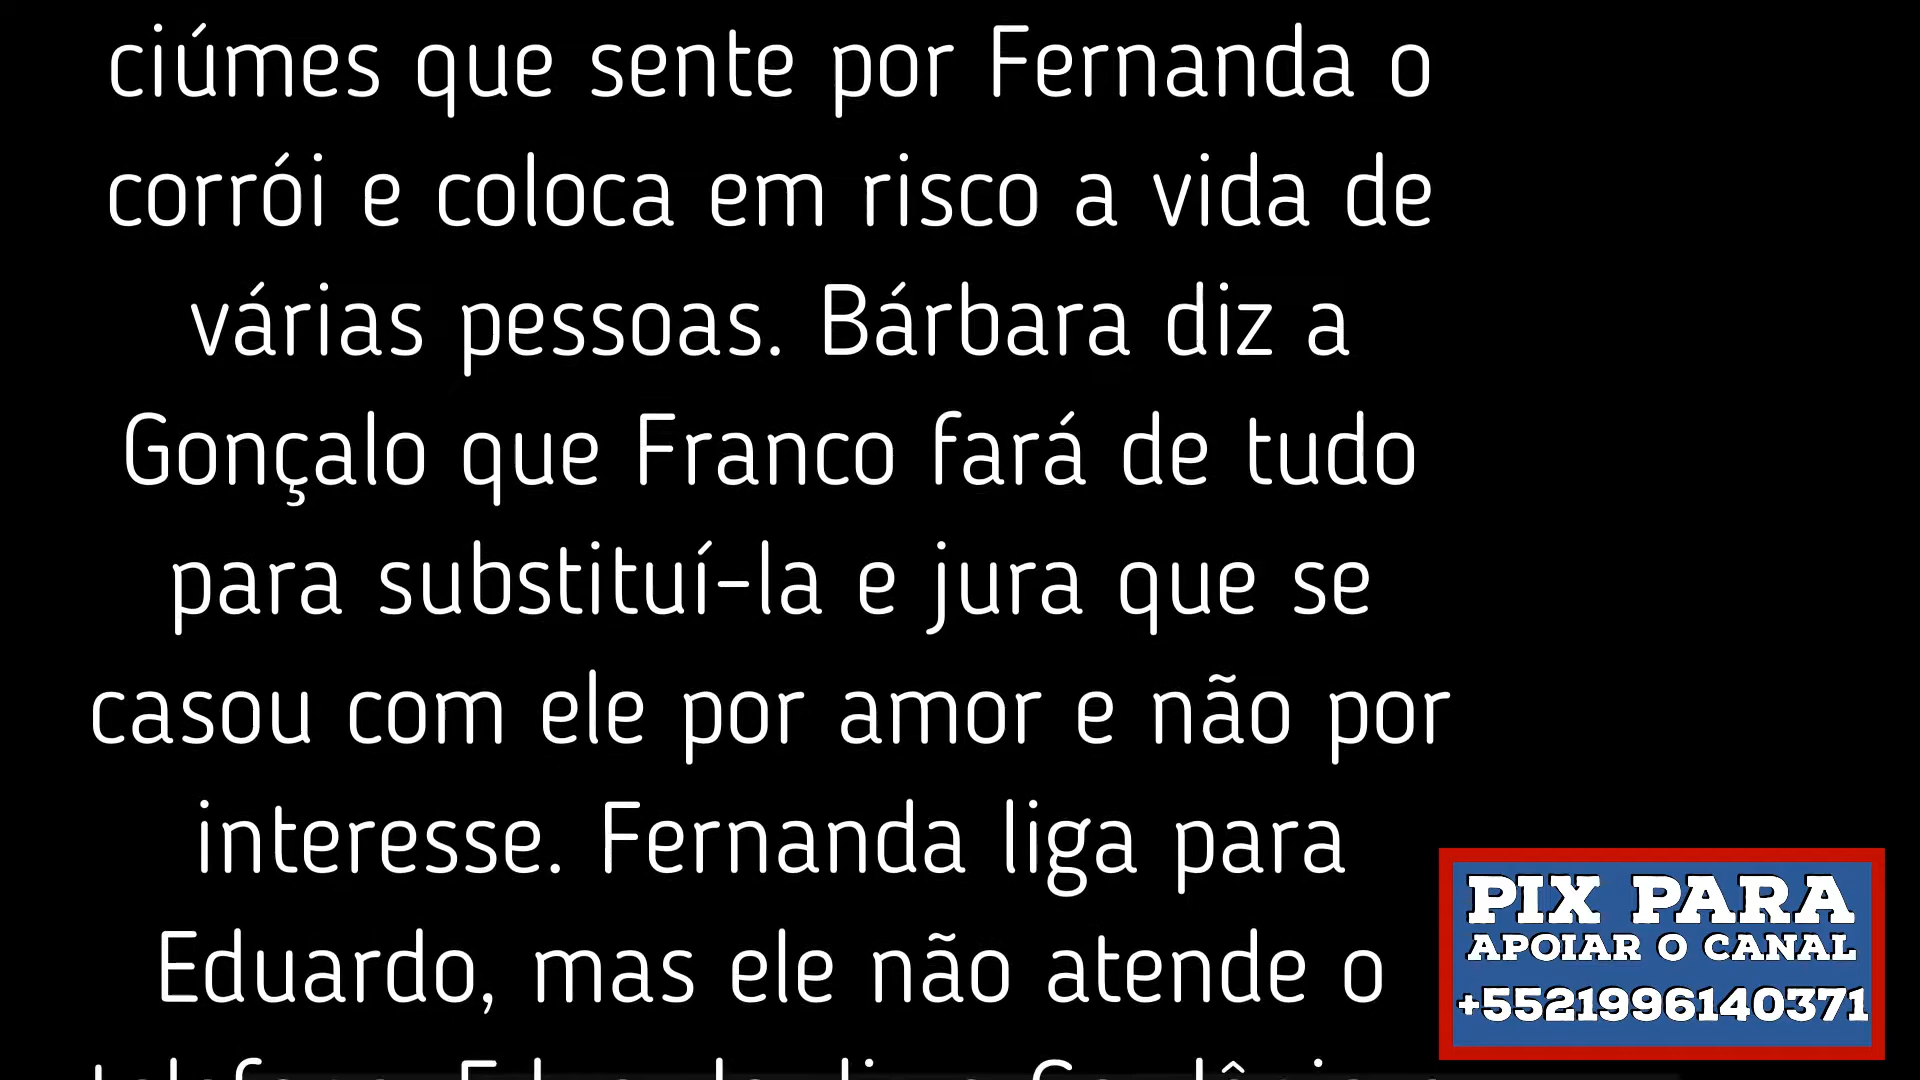 ciúmes que sente por Fernanda o
corrói e coloca em risco a vida de
várias pessoas. Bárbara diz a
Gonçalo que Franco fará de tudo
para substituí-la e jura que se
casou com ele por amor e não por
interesse. Fernanda liga para
Eduardo, mas ele não atende o
PIX PARA
APOIAR O CANAL
+5521996140371